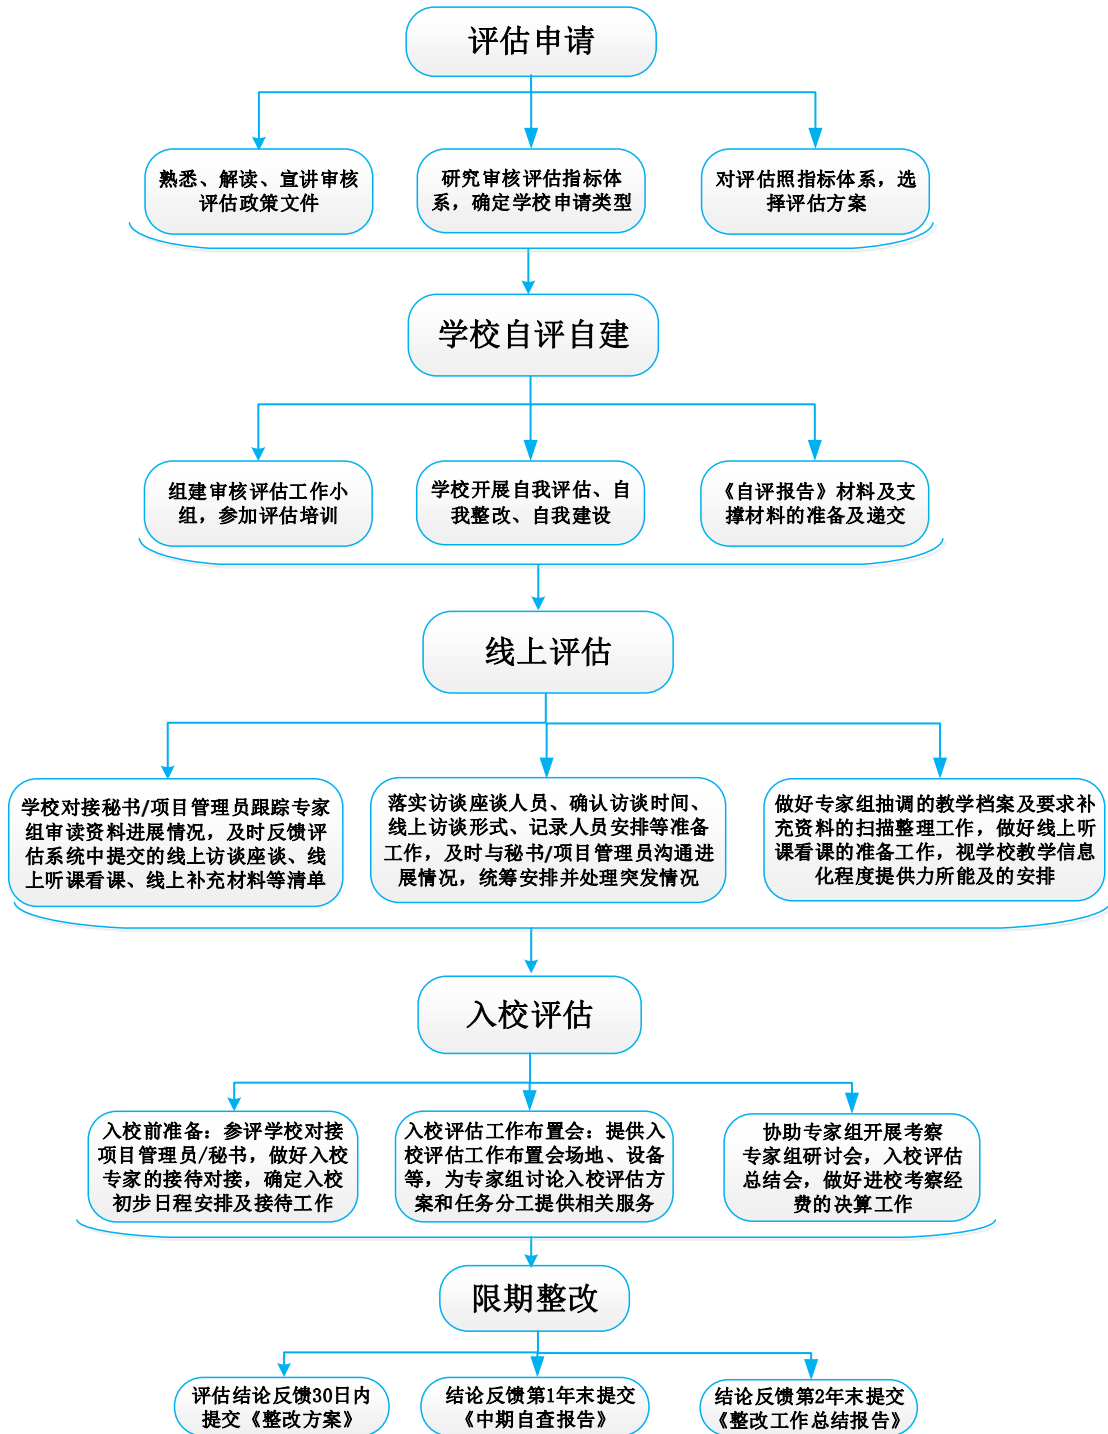 评估申请
熟悉、解读、宣讲审核
评估政策文件
研究审核评估指标体
系，确定学校申请类型
对评估照指标体系，选
择评估方案
学校自评自建
组建审核评估工作小
组，参加评估培训
学校开展自我评估、自
我整改、自我建设
《自评报告》材料及支
撑材料的准备及递交
线上评估
学校对接秘书/项目管理员跟踪专家
组审读资料进展情况，及时反馈评
估系统中提交的线上访谈座谈、线
上听课看课、线上补充材料等清单
落实访谈座谈人员、确认访谈时间、
线上访谈形式、记录人员安排等准备
工作，及时与秘书/项目管理员沟通进
展情况，统筹安排并处理突发情况
做好专家组抽调的教学档案及要求补
充资料的扫描整理工作，做好线上听
课看课的准备工作，视学校教学信息
化程度提供力所能及的安排
入校评估
入校前准备：参评学校对接
项目管理员/秘书，做好入校
专家的接待对接，确定入校
初步日程安排及接待工作
入校评估工作布置会：提供入
校评估工作布置会场地、设备
等，为专家组讨论入校评估方
案和任务分工提供相关服务
协助专家组开展考察
专家组研讨会，入校评估
总结会，做好进校考察经
费的决算工作
限期整改
评估结论反馈30日内
提交《整改方案》
结论反馈第1年末提交
《中期自查报告》
结论反馈第2年末提交
《整改工作总结报告》